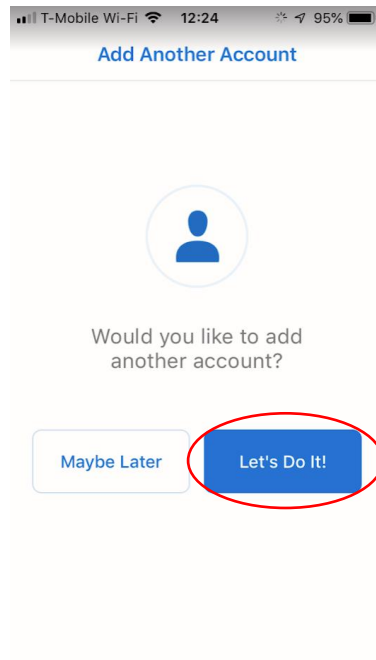 T-Mobile Wi-Fi 12:24 95%
Add Another Account
Would you like to add
another account?
Maybe Later Let's Do It!